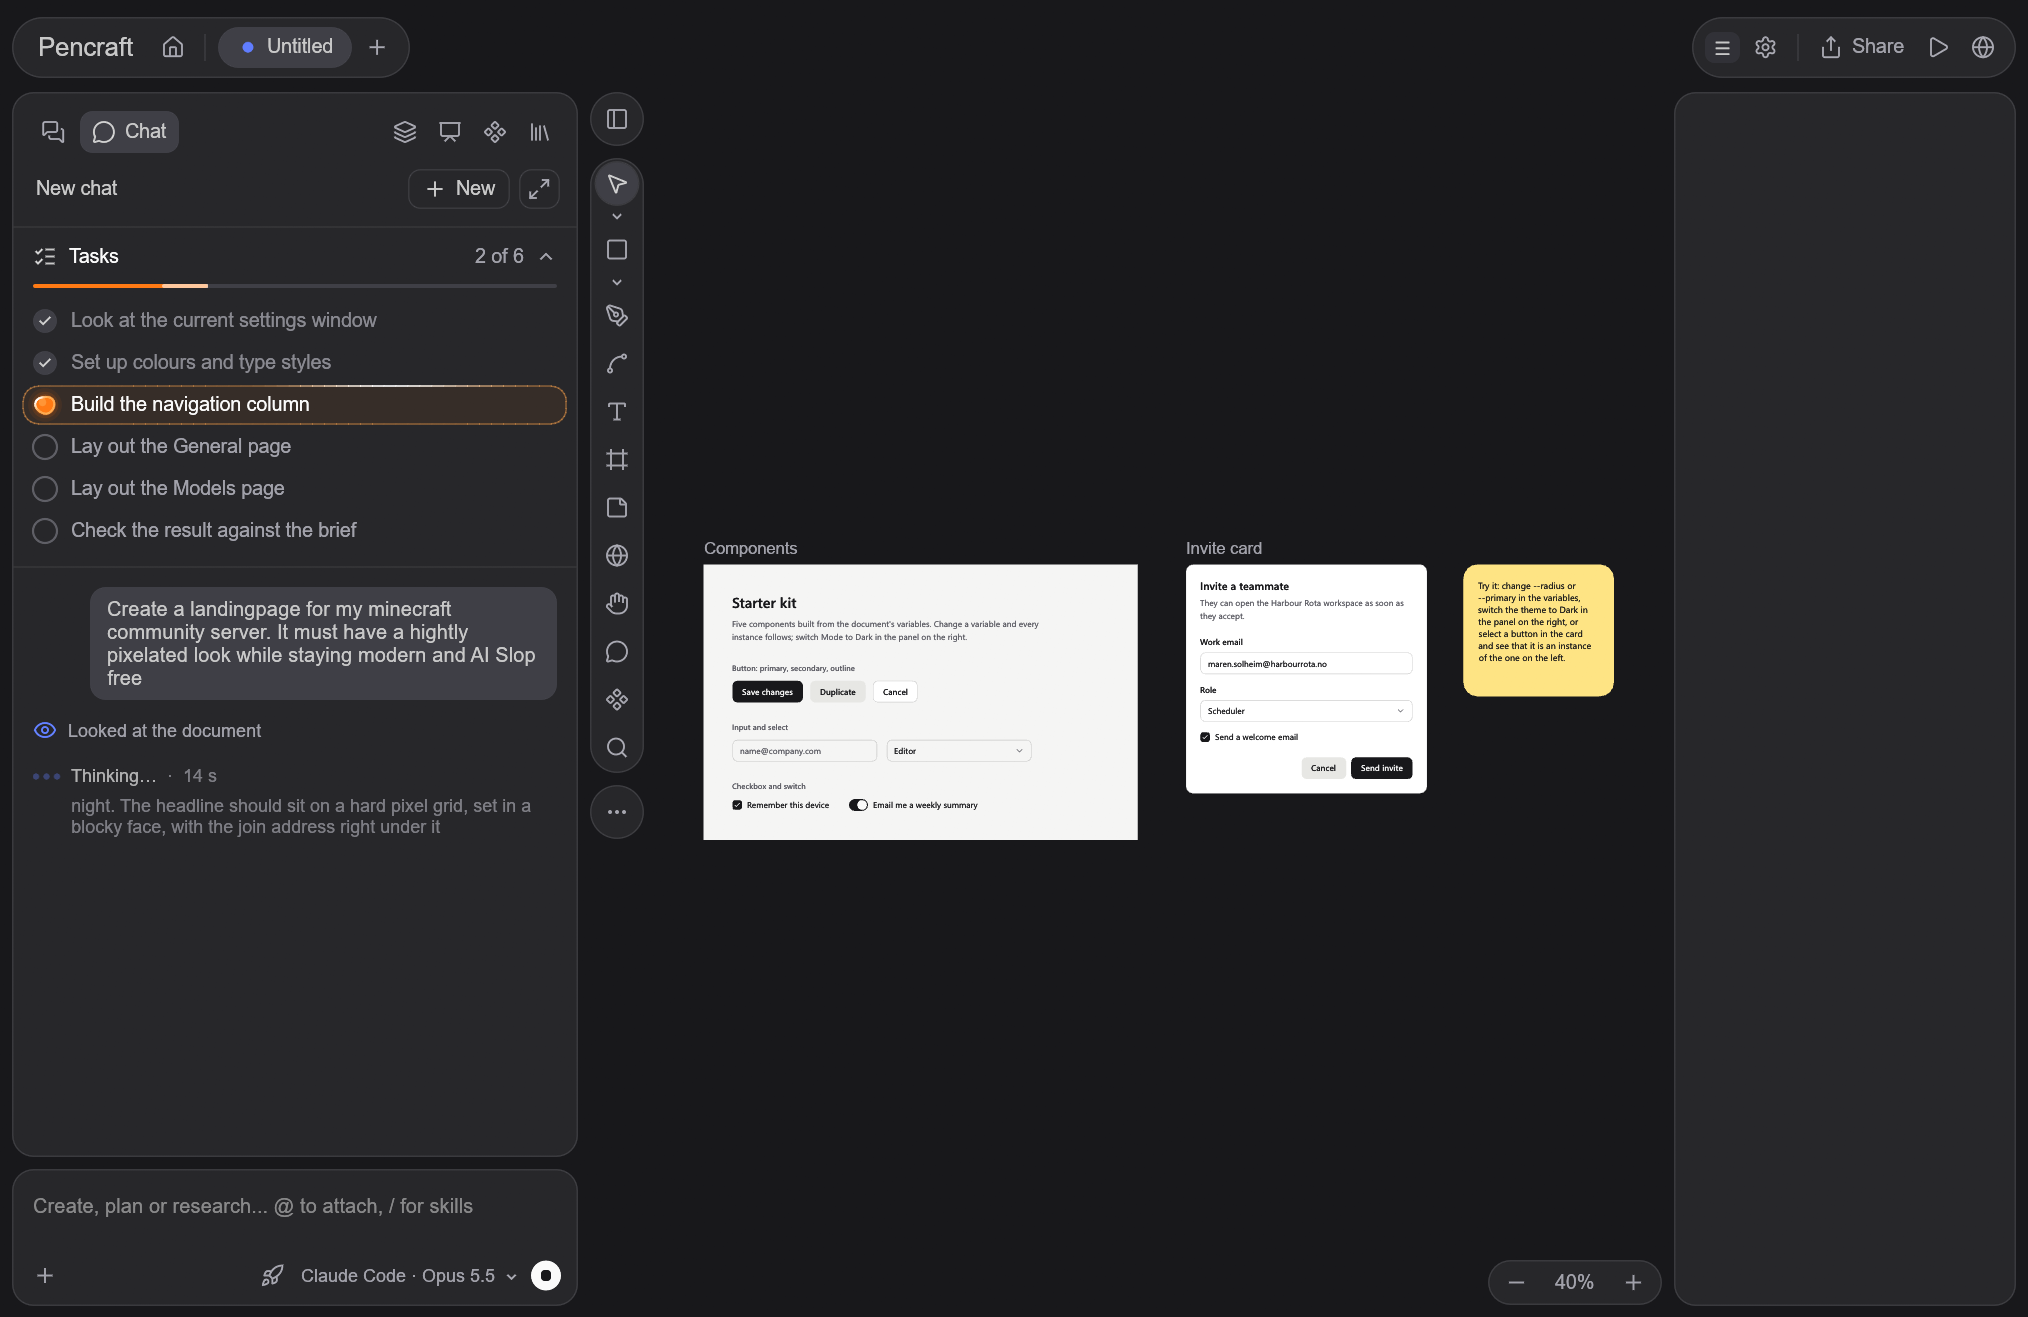 Pencraft
Untitled
Share
Chat
New chat
New
Tasks
2 of 6
Look at the current settings window
Set up colours and type styles
Build the navigation column
Lay out the General page
Lay out the Models page
Check the result against the brief
Create a landingpage for my minecraft
community server. It must have a hightly
pixelated look while staying modern and AI Slop
free
Looked at the document
Thinking... · 14 s
night. The headline should sit on a hard pixel grid, set in a
blocky face, with the join address right under it
Create, plan or research... @ to attach, / for skills
Claude Code · Opus 5.5
Components
Starter kit
Five components built from the document's variables. Change a variable and every
instance follows; switch Mode to Dark in the panel on the right.
Button: primary, secondary, outline
Save changes
Duplicate
Cancel
Input and select
name@company.com
Editor
Checkbox and switch
Remember this device
Email me a weekly summary
Invite card
Invite a teammate
They can open the Harbour Rota workspace as soon as
they accept.
Work email
maren.solheim@harbourrota.no
Role
Scheduler
Send a welcome email
Cancel
Send invite
Try it: change --radius or
--primary in the variables,
switch the theme to Dark in
the panel on the right, or
select a button in the card
and see that it is an instance
of the one on the left.
40%